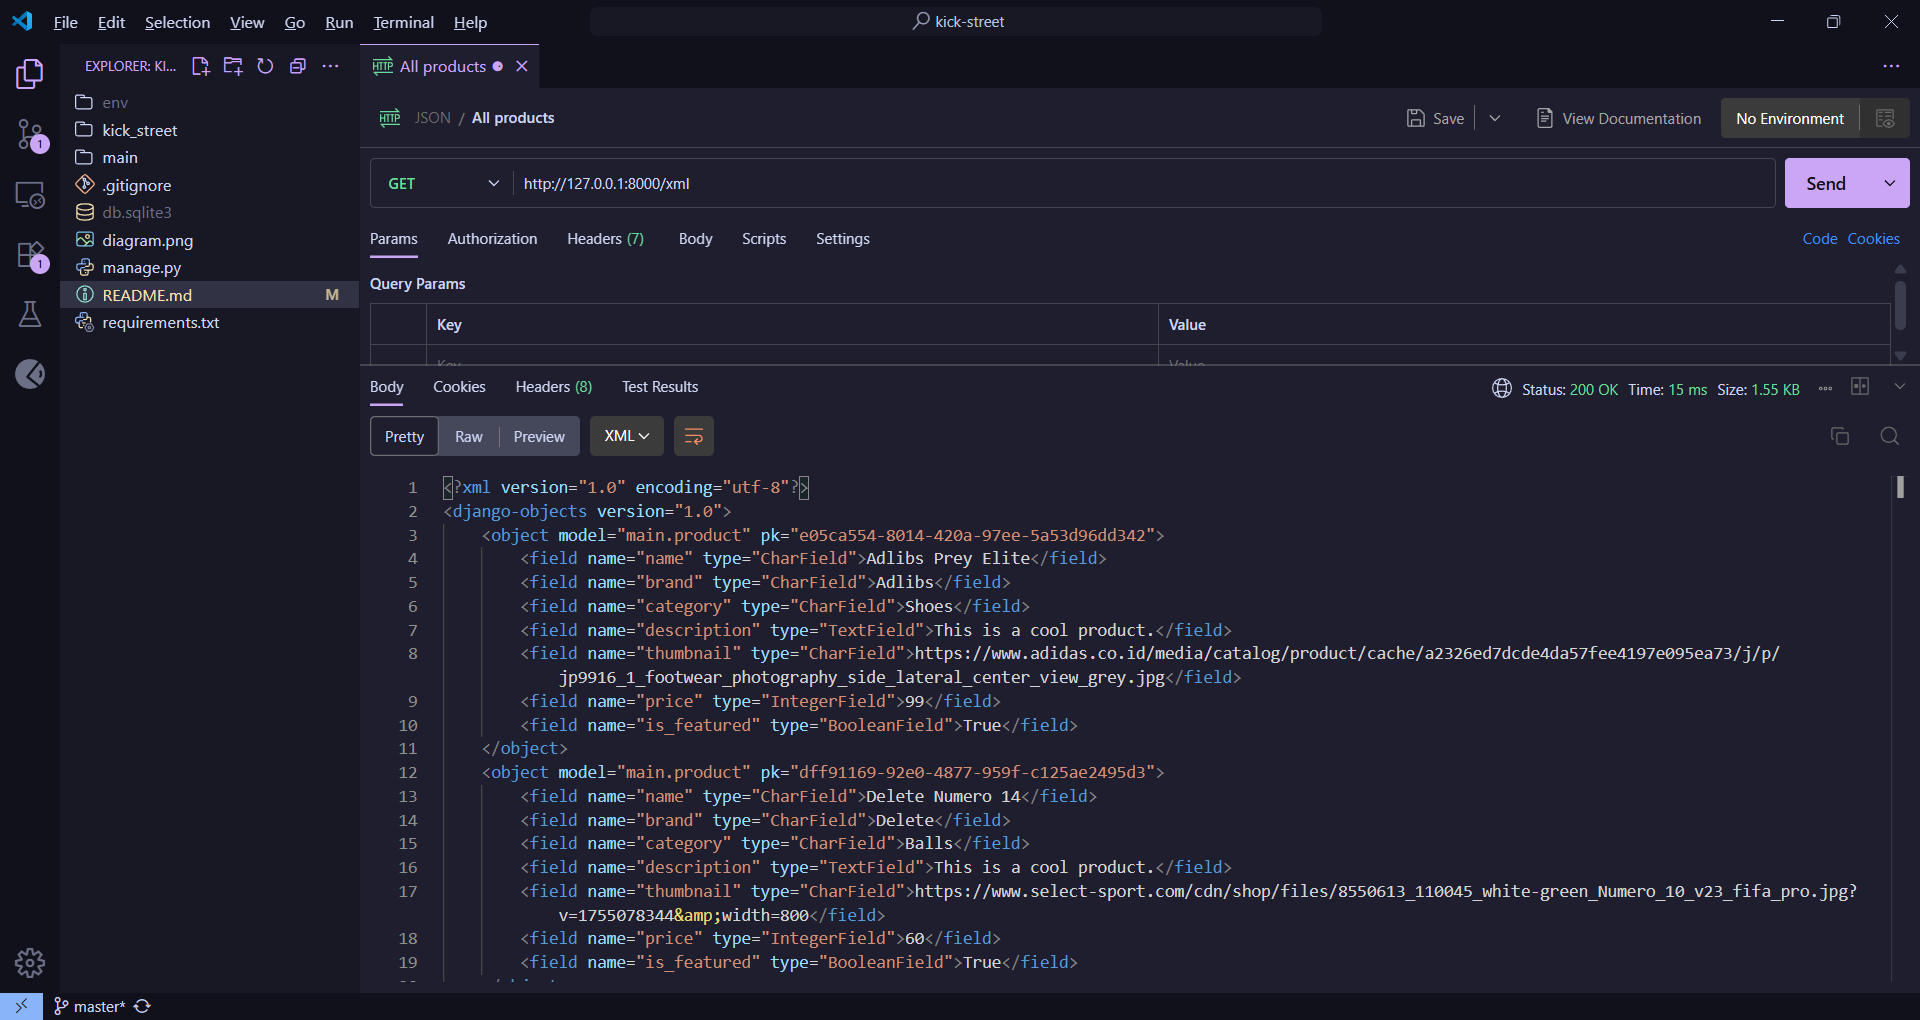 File Edit Selection View Go Run Terminal Help
kick-street
EXPLORER: KI...
env
kick_street
main
.gitignore
db.sqlite3
diagram.png
manage.py
README.md M
requirements.txt
1
1
HTTP All products
HTTP JSON / All products
Save
View Documentation
No Environment
GET
http://127.0.0.1:8000/xml
Send
Params Authorization Headers (7) Body Scripts Settings
Code Cookies
Query Params
Key Value
Key Value
Body Cookies Headers (8) Test Results
Status: 200 OK Time: 15 ms Size: 1.55 KB
Pretty Raw Preview XML
1 <?xml version="1.0" encoding="utf-8"?>
2 <django-objects version="1.0">
3 <object model="main.product" pk="e05ca554-8014-420a-97ee-5a53d96dd342">
4 <field name="name" type="CharField">Adlibs Prey Elite</field>
5 <field name="brand" type="CharField">Adlibs</field>
6 <field name="category" type="CharField">Shoes</field>
7 <field name="description" type="TextField">This is a cool product.</field>
8 <field name="thumbnail" type="CharField">https://www.adidas.co.id/media/catalog/product/cache/a2326ed7dcde4da57fee4197e095ea73/j/p/
jp9916_1_footwear_photography_side_lateral_center_view_grey.jpg</field>
9 <field name="price" type="IntegerField">99</field>
10 <field name="is_featured" type="BooleanField">True</field>
11 </object>
12 <object model="main.product" pk="dff91169-92e0-4877-959f-c125ae2495d3">
13 <field name="name" type="CharField">Delete Numero 14</field>
14 <field name="brand" type="CharField">Delete</field>
15 <field name="category" type="CharField">Balls</field>
16 <field name="description" type="TextField">This is a cool product.</field>
17 <field name="thumbnail" type="CharField">https://www.select-sport.com/cdn/shop/files/8550613_110045_white-green_Numero_10_v23_fifa_pro.jpg?
v=1755078344&amp;width=800</field>
18 <field name="price" type="IntegerField">60</field>
19 <field name="is_featured" type="BooleanField">True</field>
master*